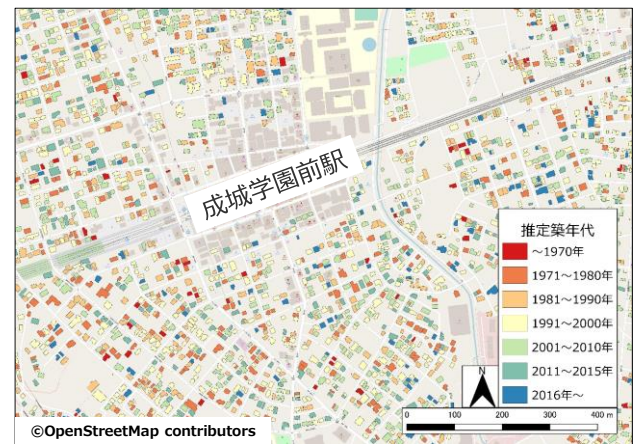 成城学園前駅
推定築年代
～1970年
1971～1980年
1981～1990年
1991～2000年
2001～2010年
2011～2015年
2016年～
N
0 100 200 300 400 m
©OpenStreetMap contributors